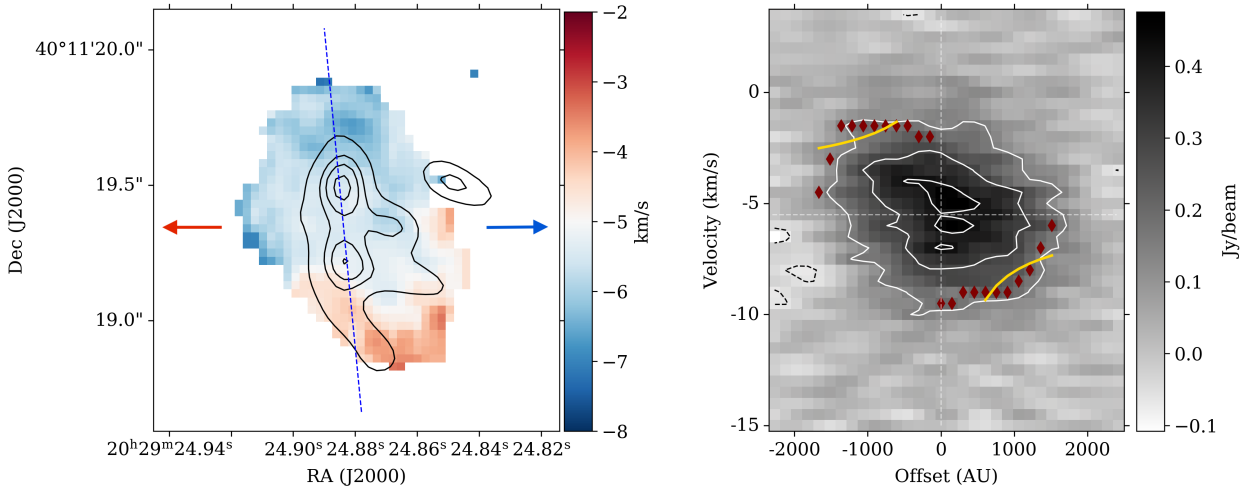 40°11'20.0"
19.5"
19.0"
Dec (J2000)
20ʰ29ᵐ24.94ˢ 24.90ˢ 24.88ˢ 24.86ˢ 24.84ˢ 24.82ˢ
RA (J2000)
−2
−3
−4
−5
−6
−7
−8
km/s
0
-5
-10
-15
Velocity (km/s)
-2000 -1000 0 1000 2000
Offset (AU)
0.4
0.3
0.2
0.1
0.0
−0.1
Jy/beam